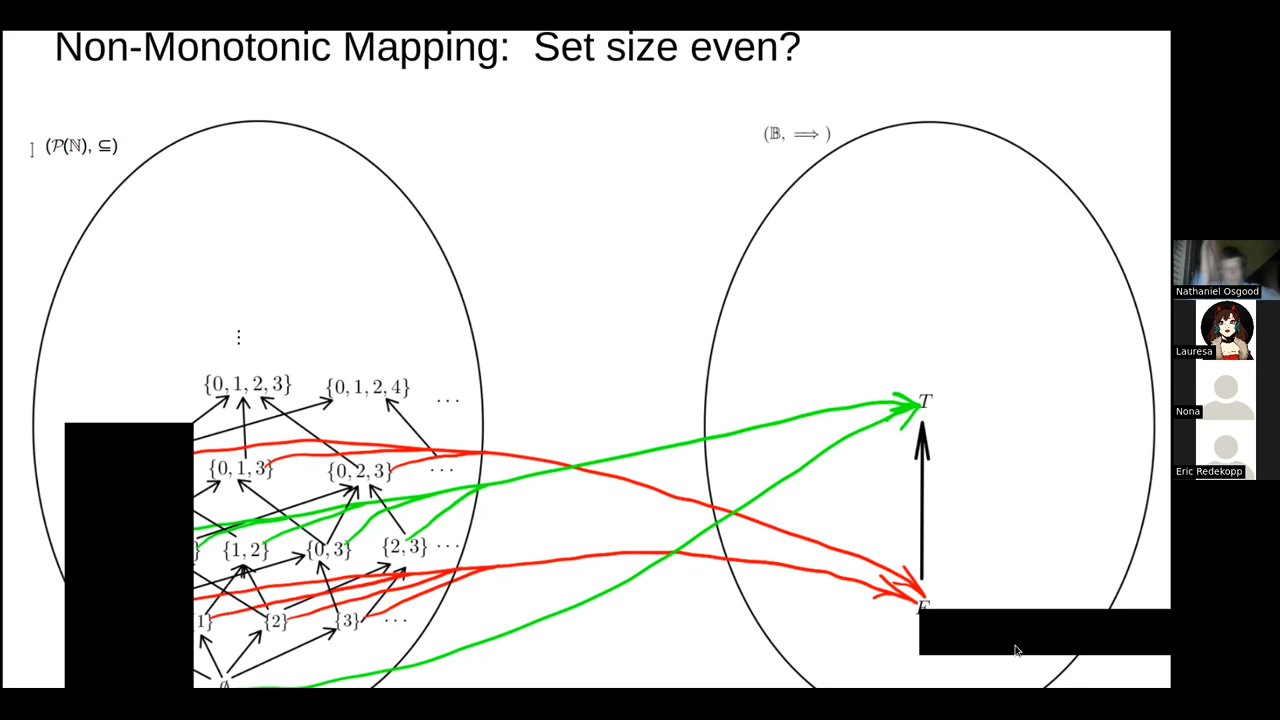 Non-Monotonic Mapping: Set size even?
(𝒫(ℕ), ⊆)
(𝔹, ⟹ )
⋮
{0, 1, 2, 3} {0, 1, 2, 4} ···
{0, 1, 3} {0, 2, 3} ···
} {1, 2} {0, 3} {2, 3} ···
1} {2} {3} ···
∅
T
F
Nathaniel Osgood
Lauresa
Nona
Eric Redekopp